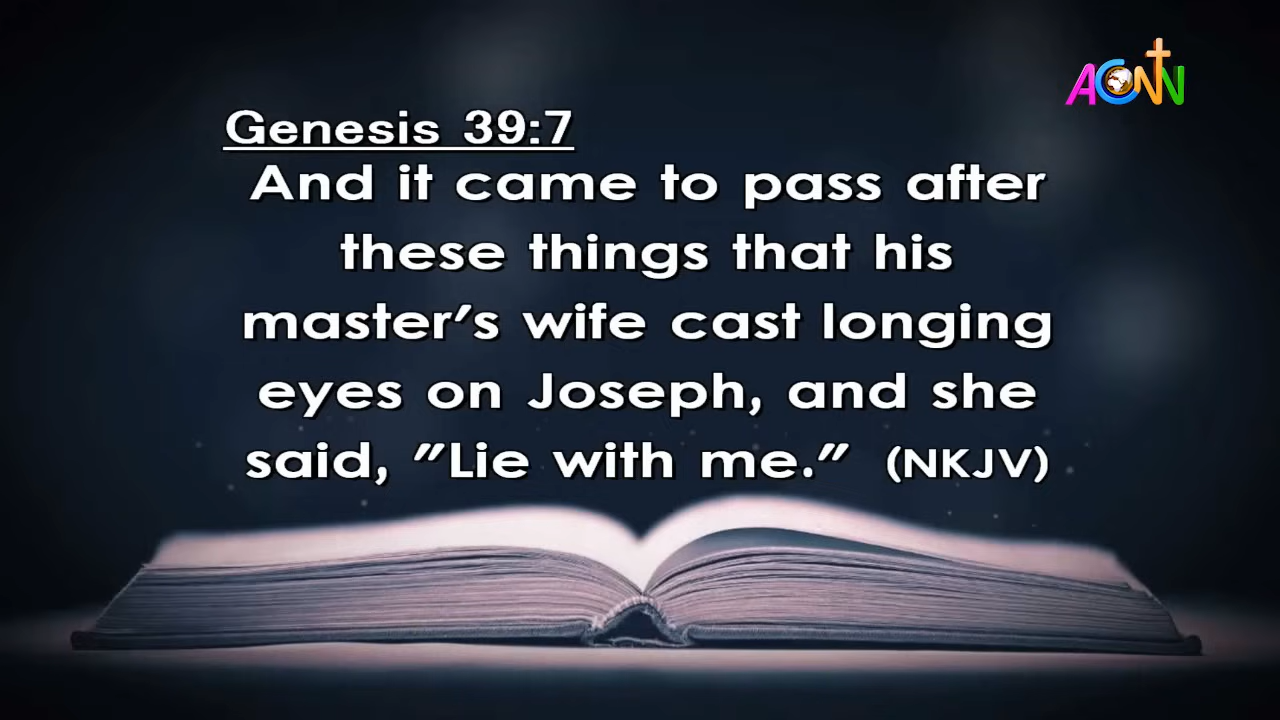 ACNN
Genesis 39:7
And it came to pass after
these things that his
master's wife cast longing
eyes on Joseph, and she
said, "Lie with me." (NKJV)